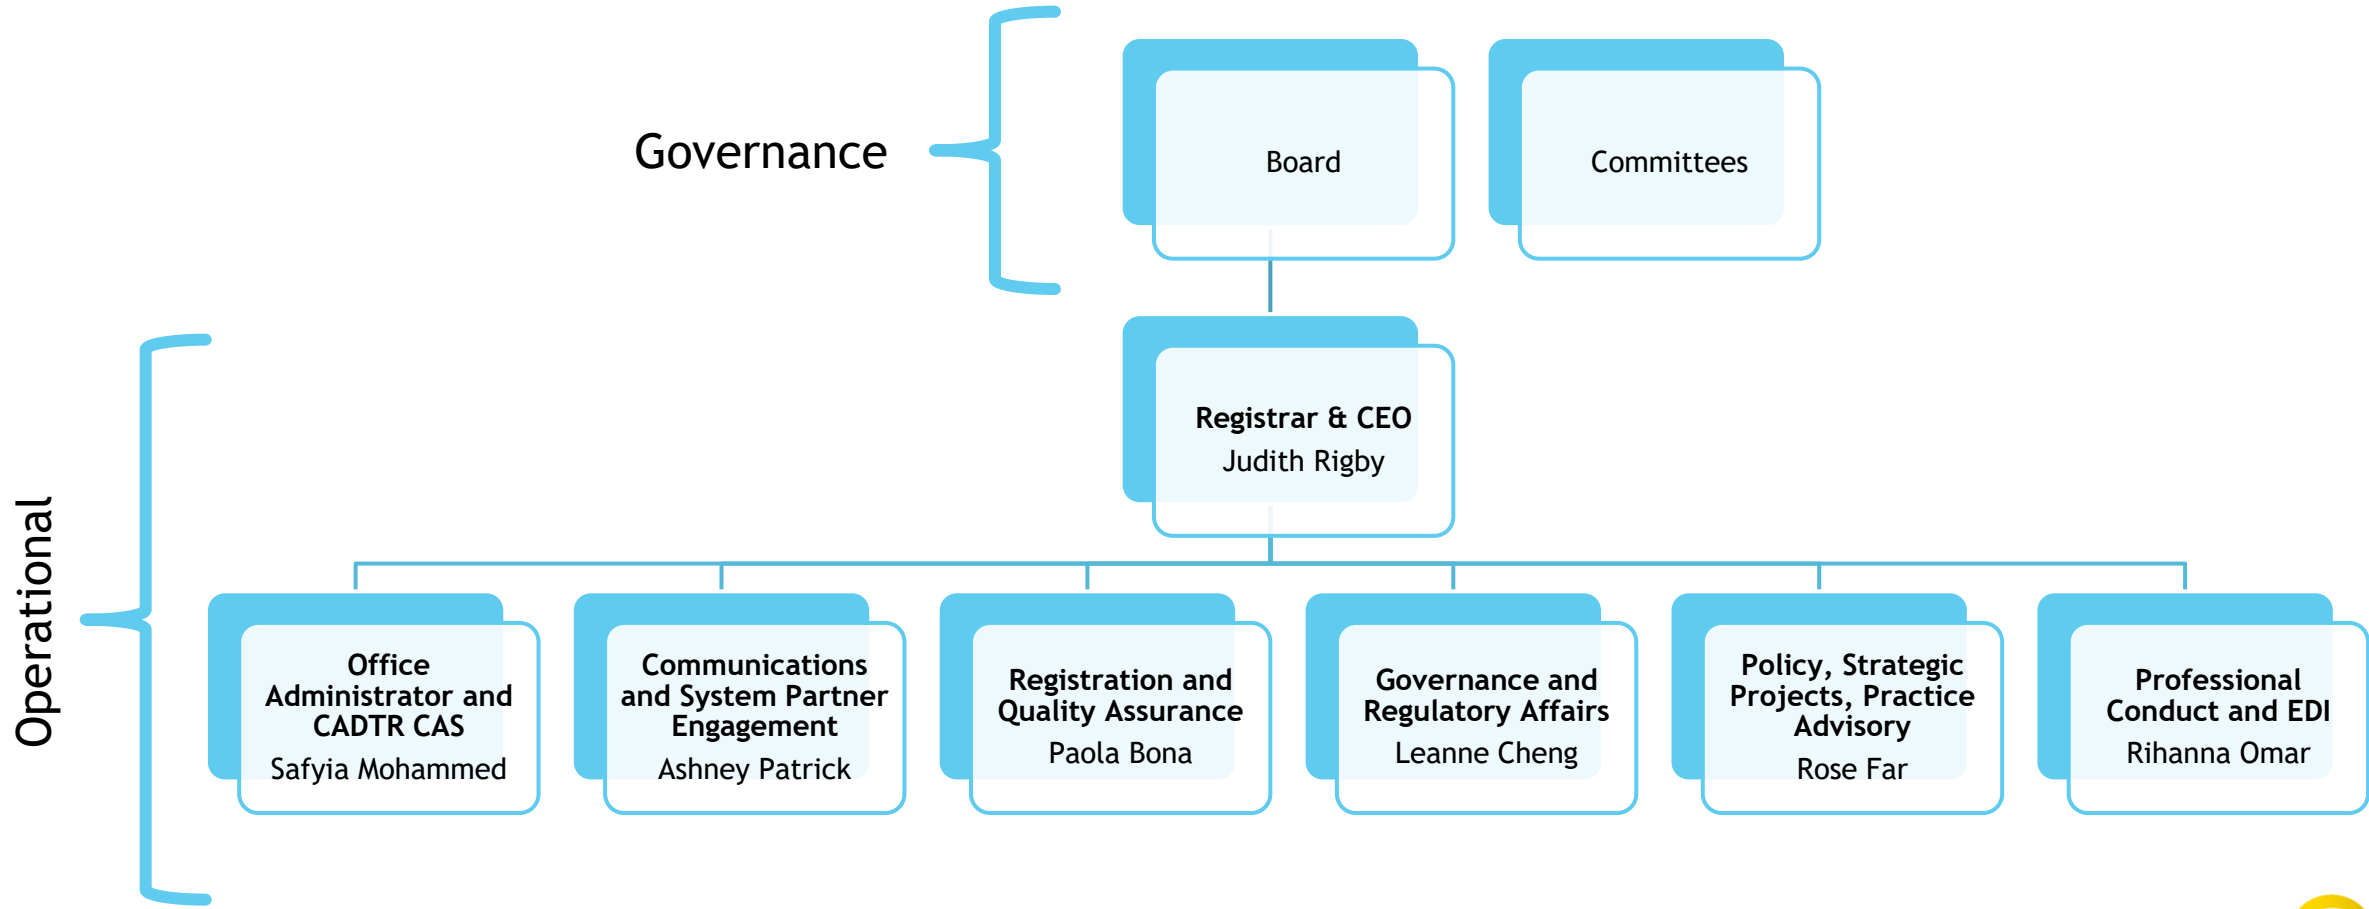 Governance
Board
Committees
Operational
Registrar & CEO
Judith Rigby
Office
Administrator and
CADTR CAS
Safyia Mohammed
Communications
and System Partner
Engagement
Ashney Patrick
Registration and
Quality Assurance
Paola Bona
Governance and
Regulatory Affairs
Leanne Cheng
Policy, Strategic
Projects, Practice
Advisory
Rose Far
Professional
Conduct and EDI
Rihanna Omar